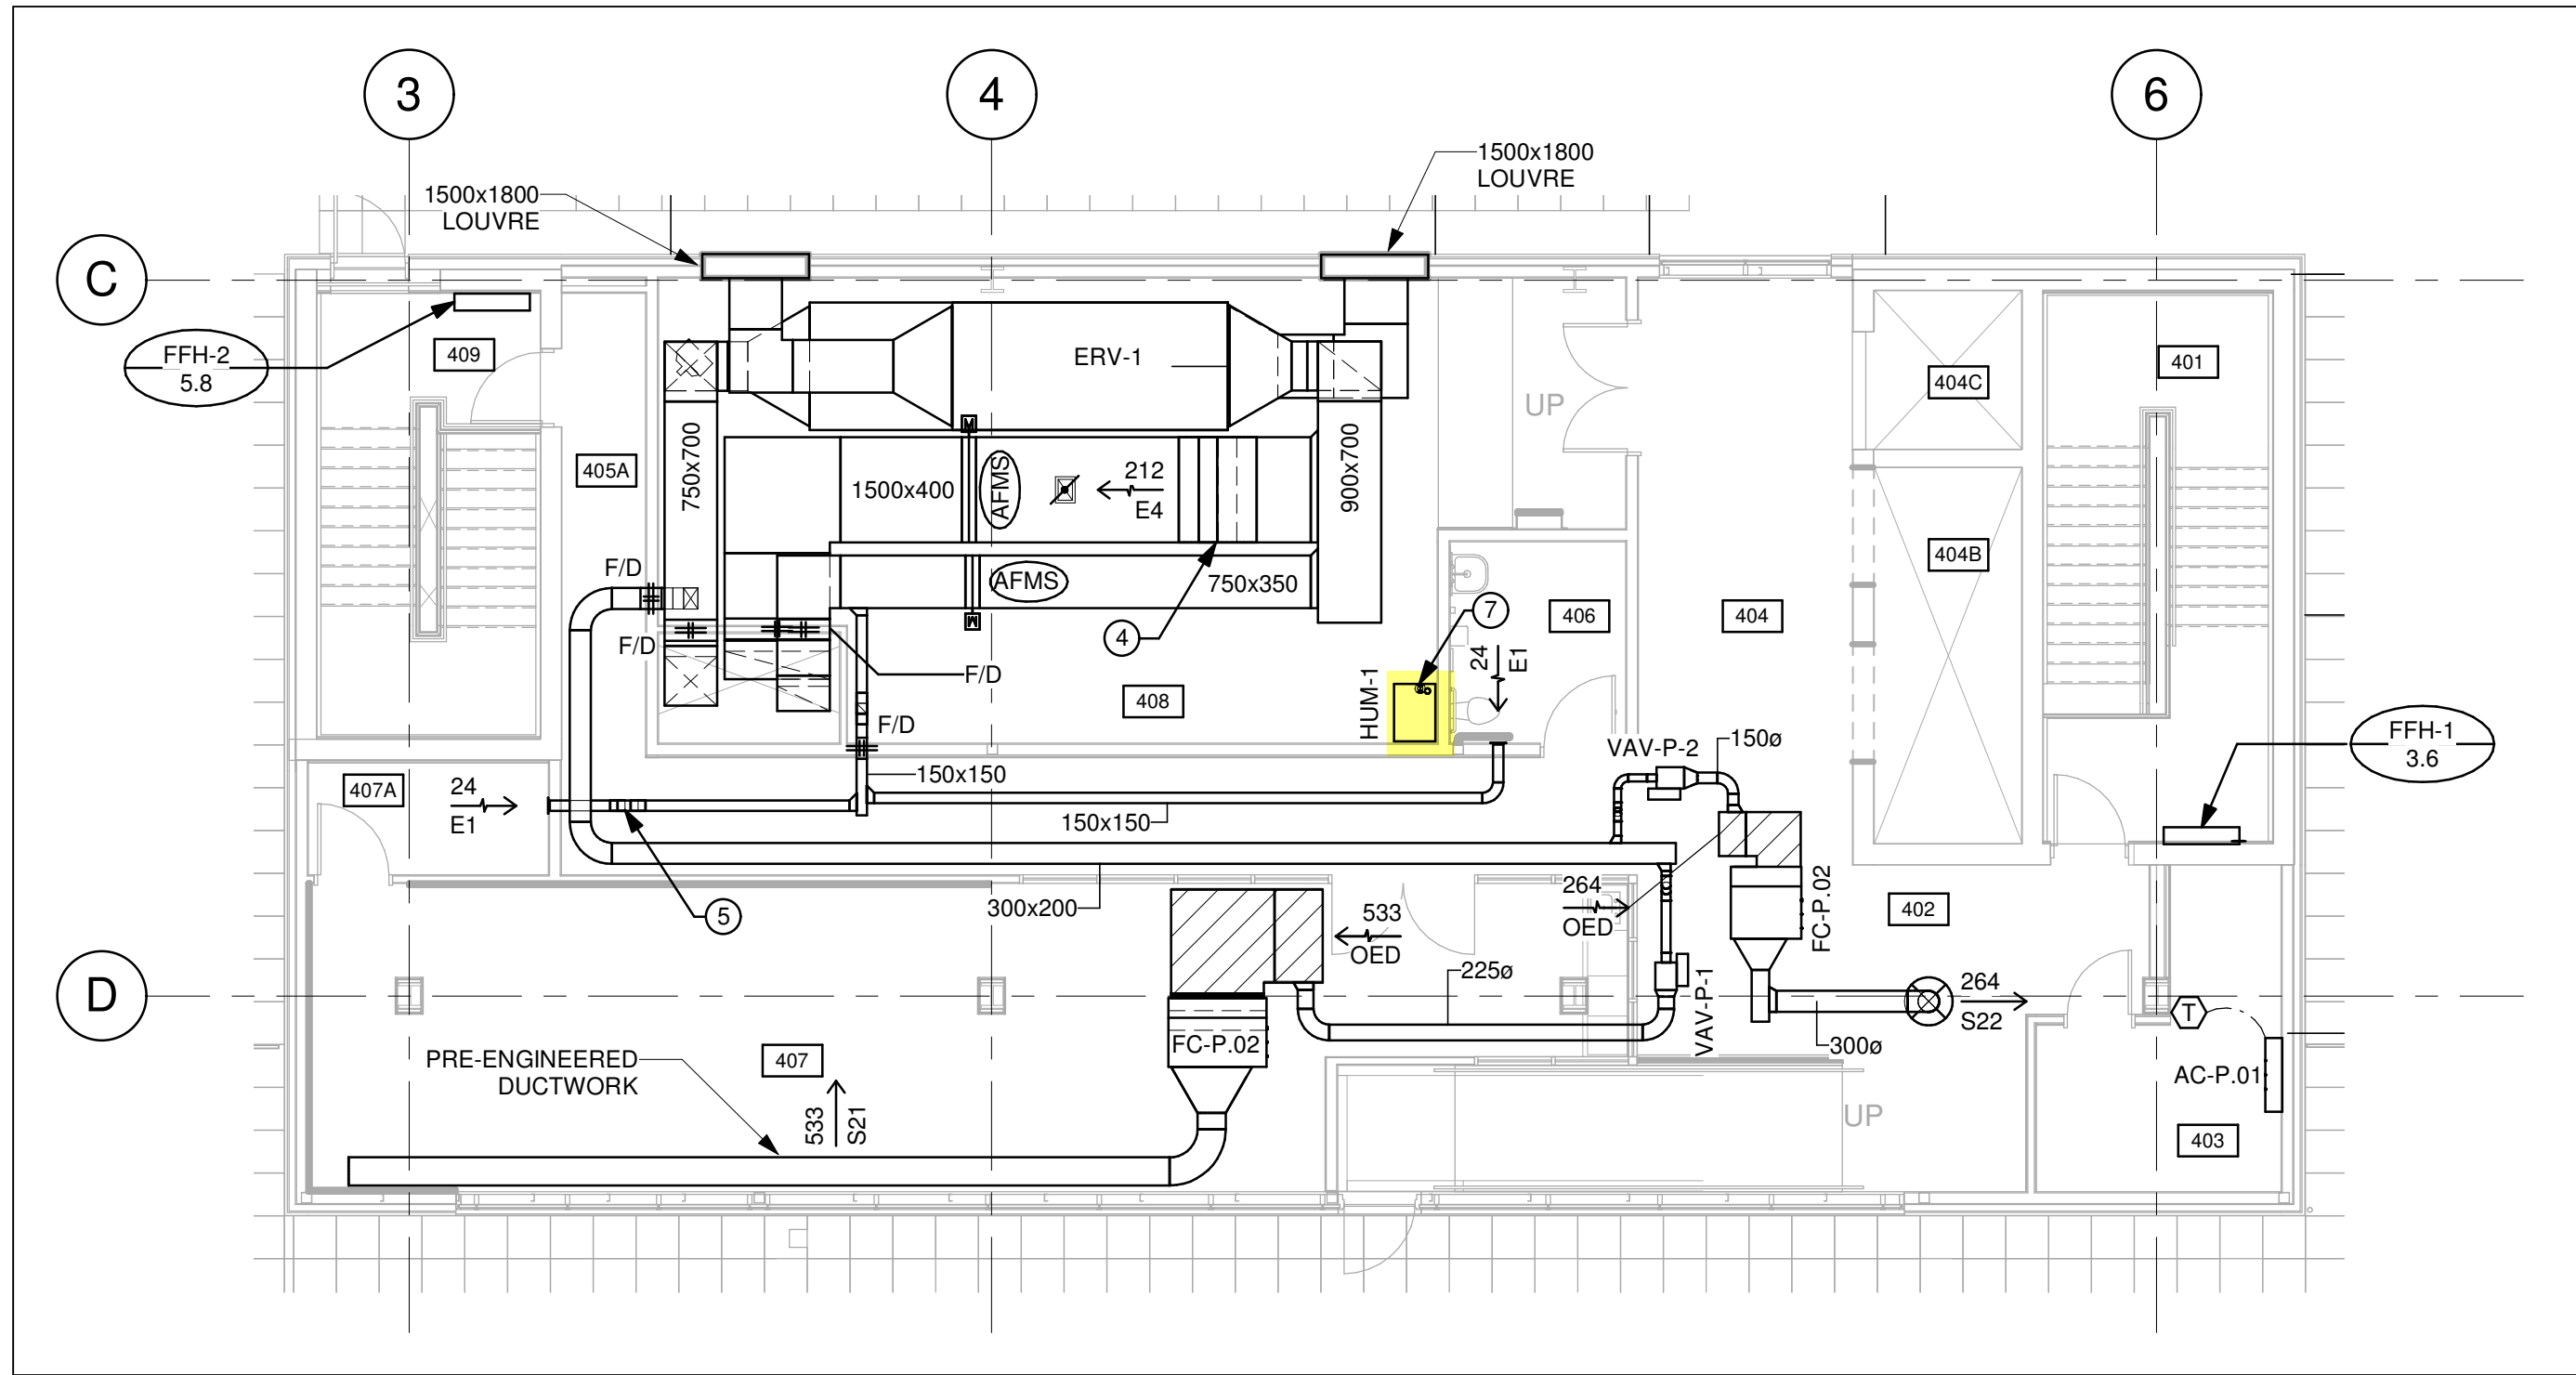 3
4
6
1500x1800
LOUVRE
1500x1800
LOUVRE
C
FFH-2
5.8
409
ERV-1
UP
404C
401
405A
750x700
1500x400
AFMS
212
E4
900x700
F/D
AFMS
750x350
404B
7
406
404
4
24
E1
F/D
F/D
408
HUM-1
F/D
VAV-P-2
150ø
FFH-1
3.6
407A
24
E1
150x150
150x150
5
300x200
264
OED
533
OED
FC-P.02
402
D
225ø
VAV-P-1
264
S22
T
FC-P.02
300ø
PRE-ENGINEERED
DUCTWORK
407
533
S21
UP
AC-P.01
403